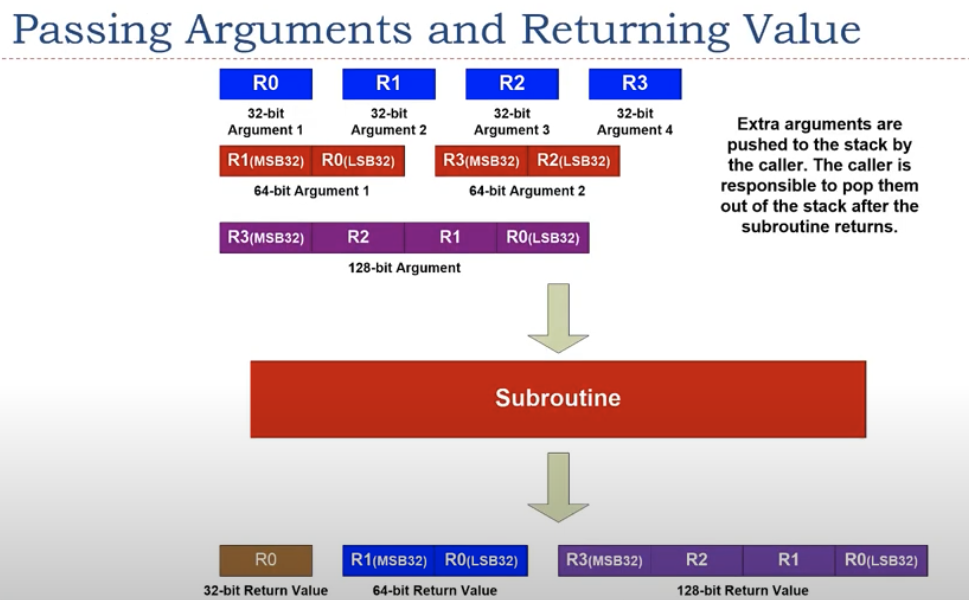 Passing Arguments and Returning Value
R0 R1 R2 R3
32-bit 32-bit 32-bit 32-bit
Argument 1 Argument 2 Argument 3 Argument 4
R1(MSB32) R0(LSB32) R3(MSB32) R2(LSB32)
64-bit Argument 1 64-bit Argument 2
R3(MSB32) R2 R1 R0(LSB32)
128-bit Argument
Extra arguments are
pushed to the stack by
the caller. The caller is
responsible to pop them
out of the stack after the
subroutine returns.
Subroutine
R0 R1(MSB32) R0(LSB32) R3(MSB32) R2 R1 R0(LSB32)
32-bit Return Value 64-bit Return Value 128-bit Return Value